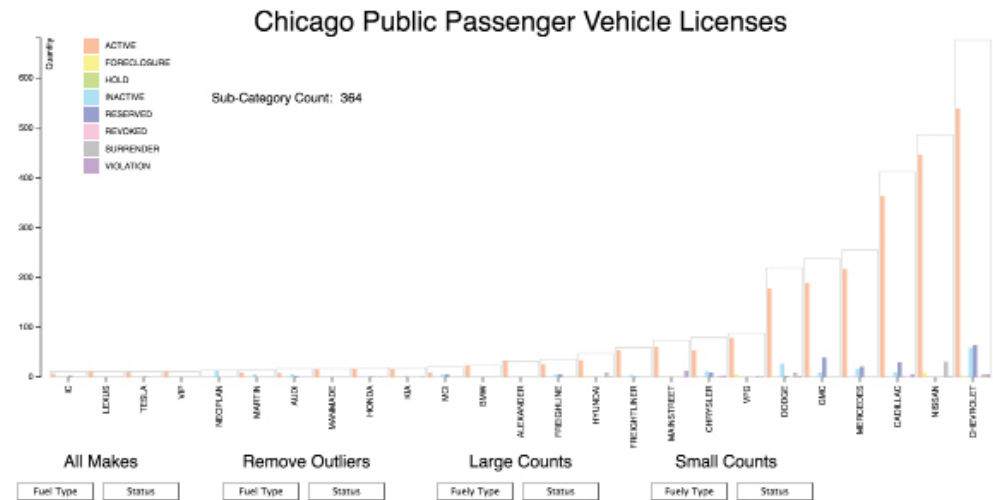 Chicago Public Passenger Vehicle Licenses
Quantity
ACTIVE
FORECLOSURE
HOLD
INACTIVE
RESERVED
REVOKED
SURRENDER
VIOLATION
Sub-Category Count: 364
600
500
400
300
200
100
0
IC
LEXUS
TESLA
VIP
NEOPLAN
MARTIN
AUDI
MANMADE
HONDA
KIA
MCI
BMW
ALEXANDER
FREIGHLINE
HYUNDAI
FREIGHTLINER
MAINSTREET
CHRYSLER
VPG
DODGE
GMC
MERCEDES
CADILLAC
NISSAN
CHEVROLET
All Makes Remove Outliers Large Counts Small Counts
Fuel Type Status Fuel Type Status Fuely Type Status Fuely Type Status